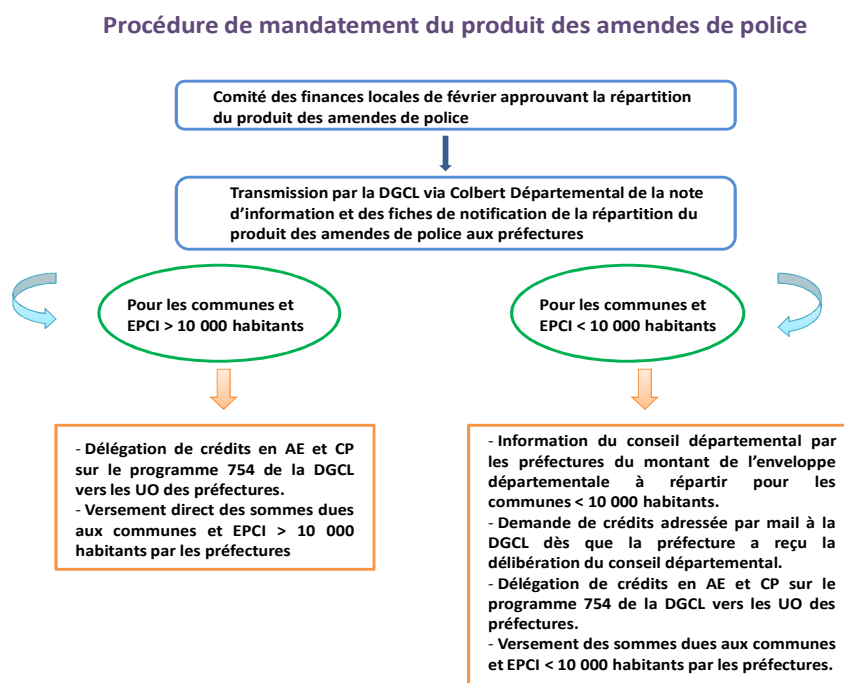 Procédure de mandatement du produit des amendes de police
Comité des finances locales de février approuvant la répartition
du produit des amendes de police
Transmission par la DGCL via Colbert Départemental de la note
d’information et des fiches de notification de la répartition du
produit des amendes de police aux préfectures
Pour les communes et
EPCI > 10 000 habitants
Pour les communes et
EPCI < 10 000 habitants
- Délégation de crédits en AE et CP
sur le programme 754 de la DGCL
vers les UO des préfectures.
- Versement direct des sommes dues
aux communes et EPCI > 10 000
habitants par les préfectures
- Information du conseil départemental par
les préfectures du montant de l’enveloppe
départementale à répartir pour les
communes < 10 000 habitants.
- Demande de crédits adressée par mail à la
DGCL dès que la préfecture a reçu la
délibération du conseil départemental.
- Délégation de crédits en AE et CP sur le
programme 754 de la DGCL vers les UO des
préfectures.
- Versement des sommes dues aux communes
et EPCI < 10 000 habitants par les préfectures.